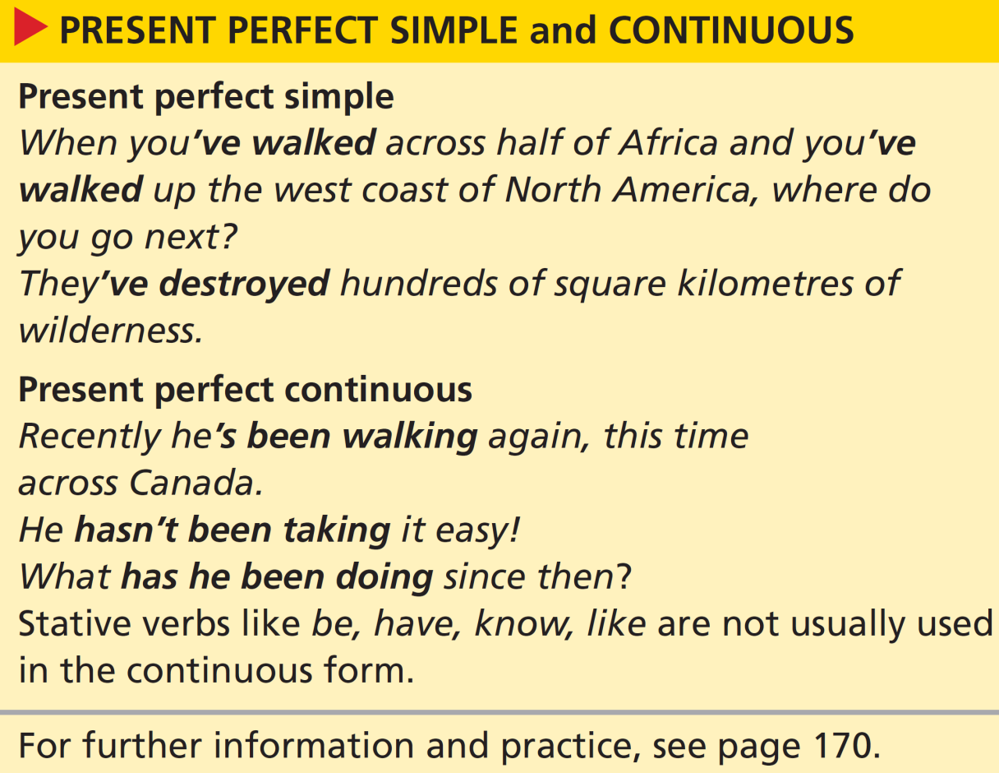 PRESENT PERFECT SIMPLE and CONTINUOUS
Present perfect simple
When you've walked across half of Africa and you've
walked up the west coast of North America, where do
you go next?
They've destroyed hundreds of square kilometres of
wilderness.
Present perfect continuous
Recently he's been walking again, this time
across Canada.
He hasn't been taking it easy!
What has he been doing since then?
Stative verbs like be, have, know, like are not usually used
in the continuous form.
For further information and practice, see page 170.